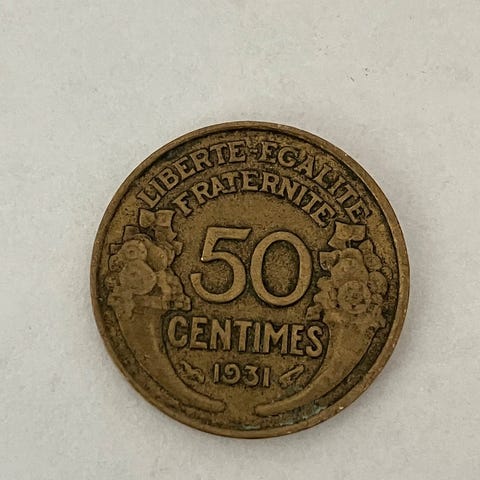 LIBERTE-EGALITE
FRATERNITE
50
CENTIMES
1931